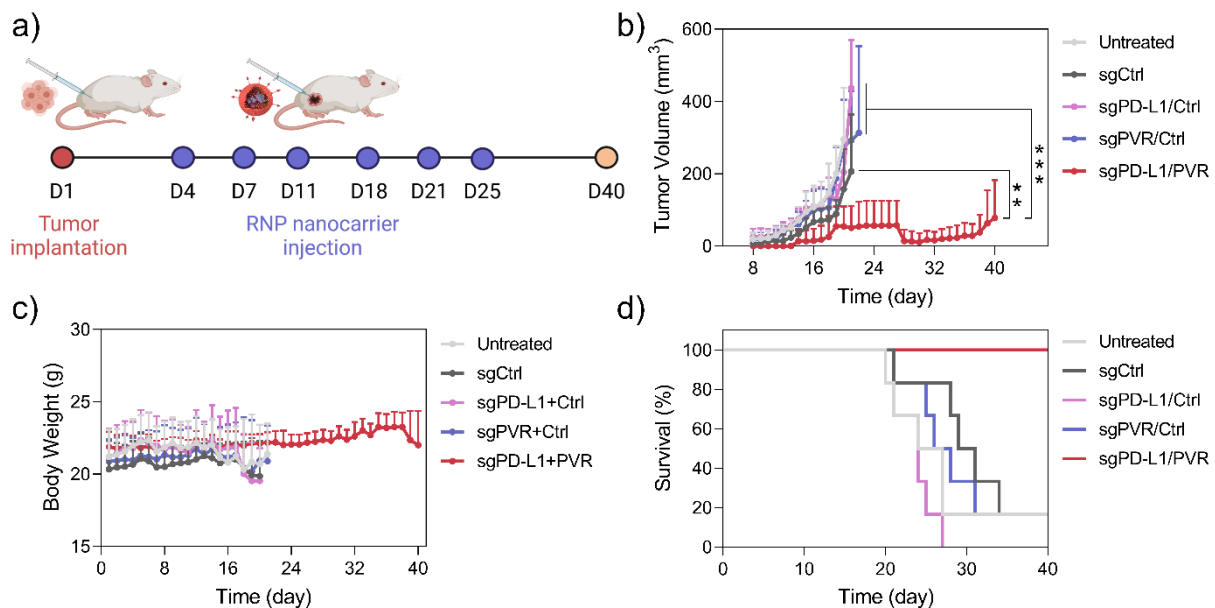 a)
D1
D4
D7
D11
D18
D21
D25
D40
Tumor
implantation
RNP nanocarrier
injection
b)
Tumor Volume (mm³)
600
400
200
0
8
16
24
32
40
Time (day)
***
**
Untreated
sgCtrl
sgPD-L1/Ctrl
sgPVR/Ctrl
sgPD-L1/PVR
c)
Body Weight (g)
30
25
20
15
0
8
16
24
32
40
Time (day)
Untreated
sgCtrl
sgPD-L1+Ctrl
sgPVR+Ctrl
sgPD-L1+PVR
d)
Survival (%)
100
80
60
40
20
0
0
10
20
30
40
Time (day)
Untreated
sgCtrl
sgPD-L1/Ctrl
sgPVR/Ctrl
sgPD-L1/PVR